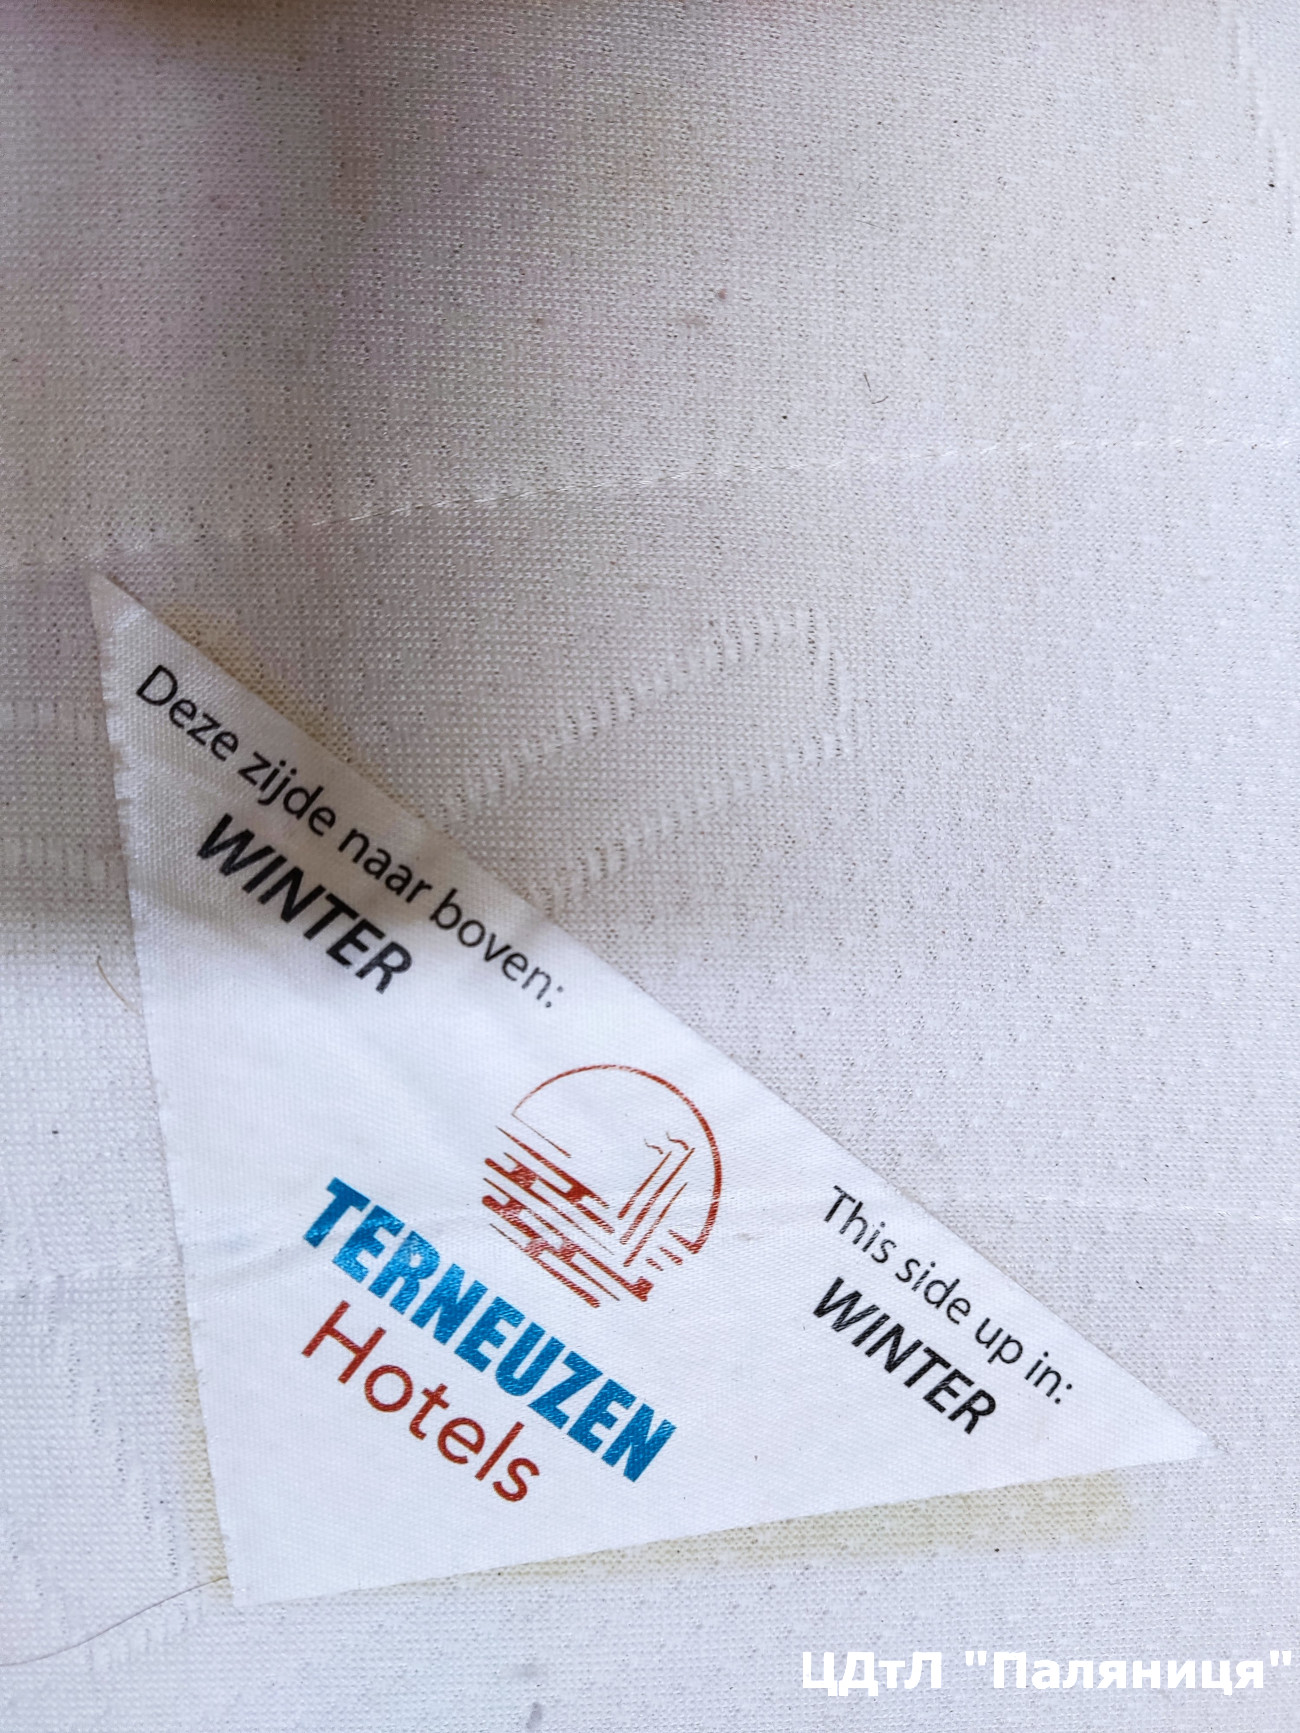 Deze zijde naar boven:
WINTER
TERNEUZEN
Hotels
This side up in:
WINTER
ЦДтЛ "Паляниця"